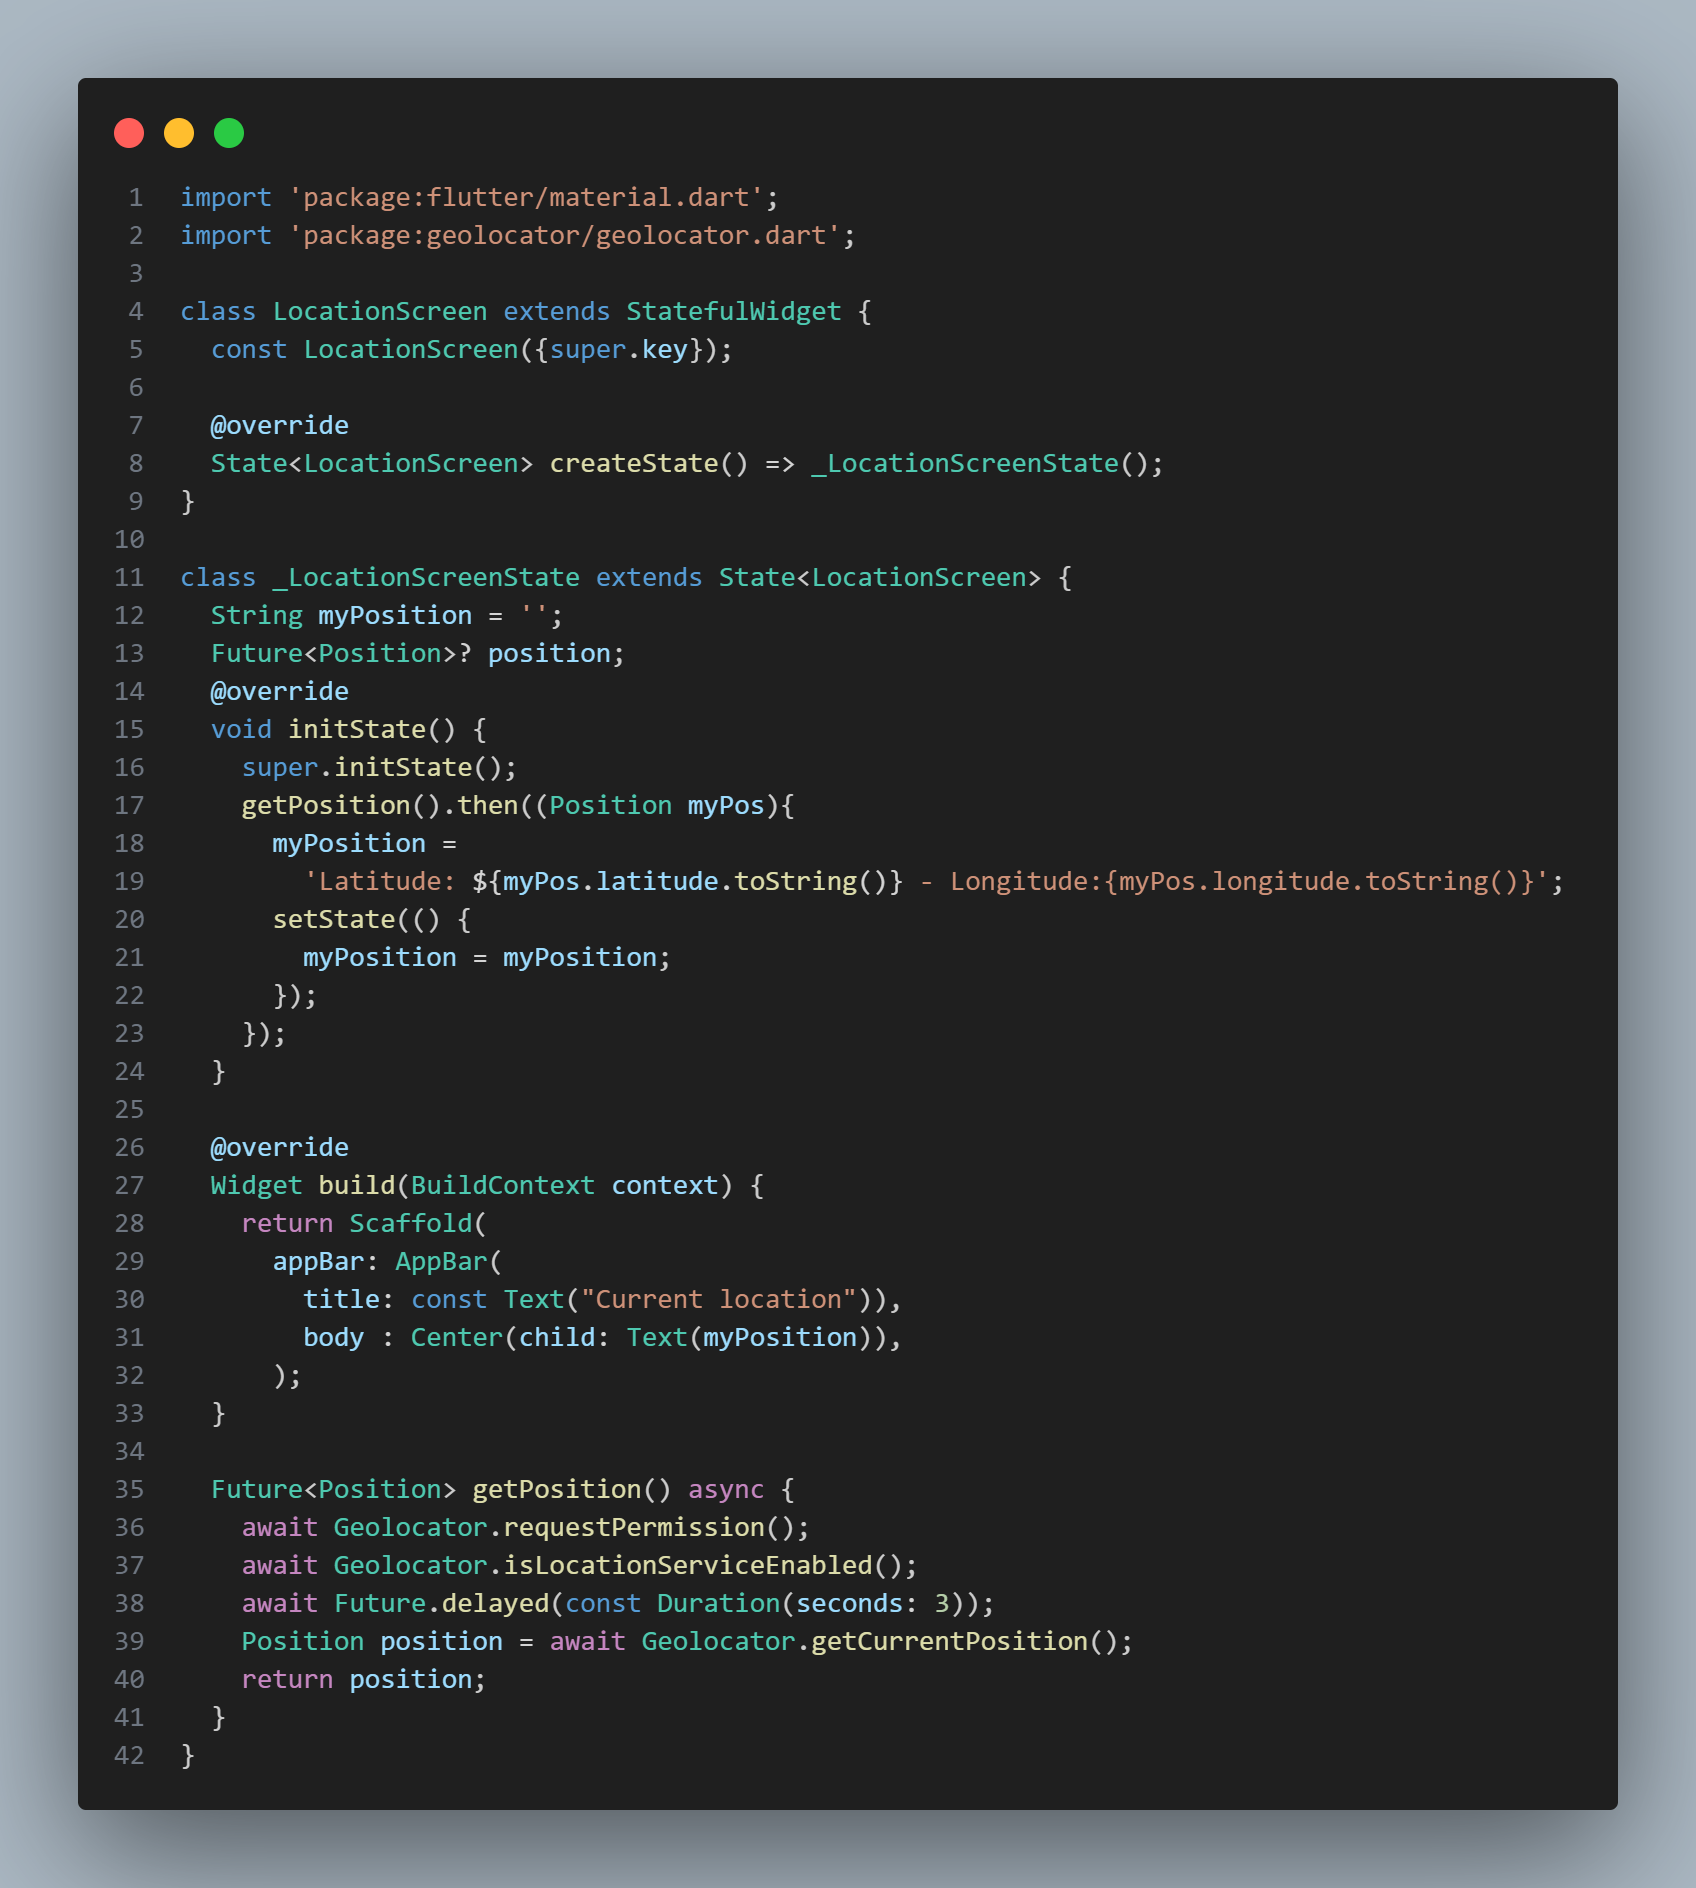 1 import 'package:flutter/material.dart';
2 import 'package:geolocator/geolocator.dart';
3
4 class LocationScreen extends StatefulWidget {
5   const LocationScreen({super.key});
6
7   @override
8   State<LocationScreen> createState() => _LocationScreenState();
9 }
10
11 class _LocationScreenState extends State<LocationScreen> {
12   String myPosition = '';
13   Future<Position>? position;
14   @override
15   void initState() {
16     super.initState();
17     getPosition().then((Position myPos){
18       myPosition =
19         'Latitude: ${myPos.latitude.toString()} - Longitude:{myPos.longitude.toString()}';
20       setState(() {
21         myPosition = myPosition;
22       });
23     });
24   }
25
26   @override
27   Widget build(BuildContext context) {
28     return Scaffold(
29       appBar: AppBar(
30         title: const Text("Current location")),
31         body : Center(child: Text(myPosition)),
32       );
33   }
34
35   Future<Position> getPosition() async {
36     await Geolocator.requestPermission();
37     await Geolocator.isLocationServiceEnabled();
38     await Future.delayed(const Duration(seconds: 3));
39     Position position = await Geolocator.getCurrentPosition();
40     return position;
41   }
42 }